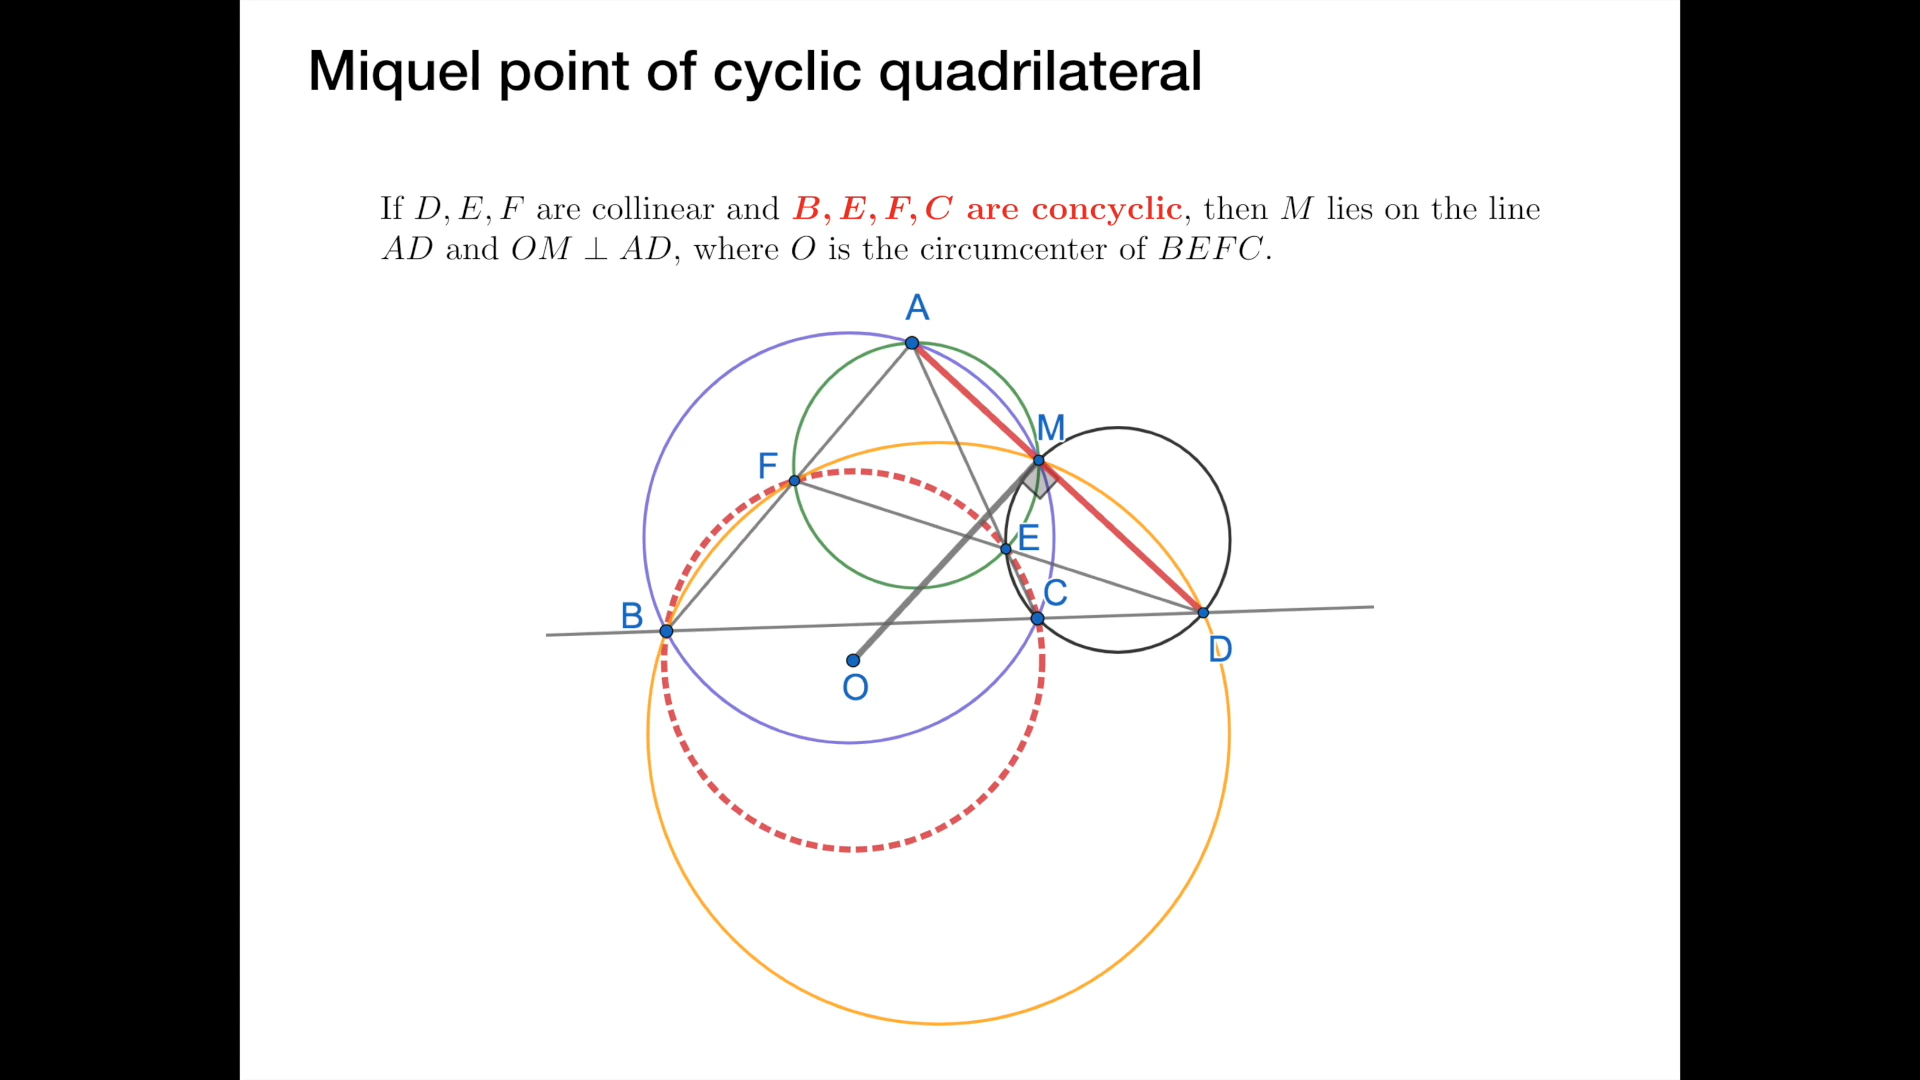 Miquel point of cyclic quadrilateral
If D, E, F are collinear and B, E, F, C are concyclic, then M lies on the line
AD and OM ⊥ AD, where O is the circumcenter of BEFC.
A
M
F
E
C
B
D
O